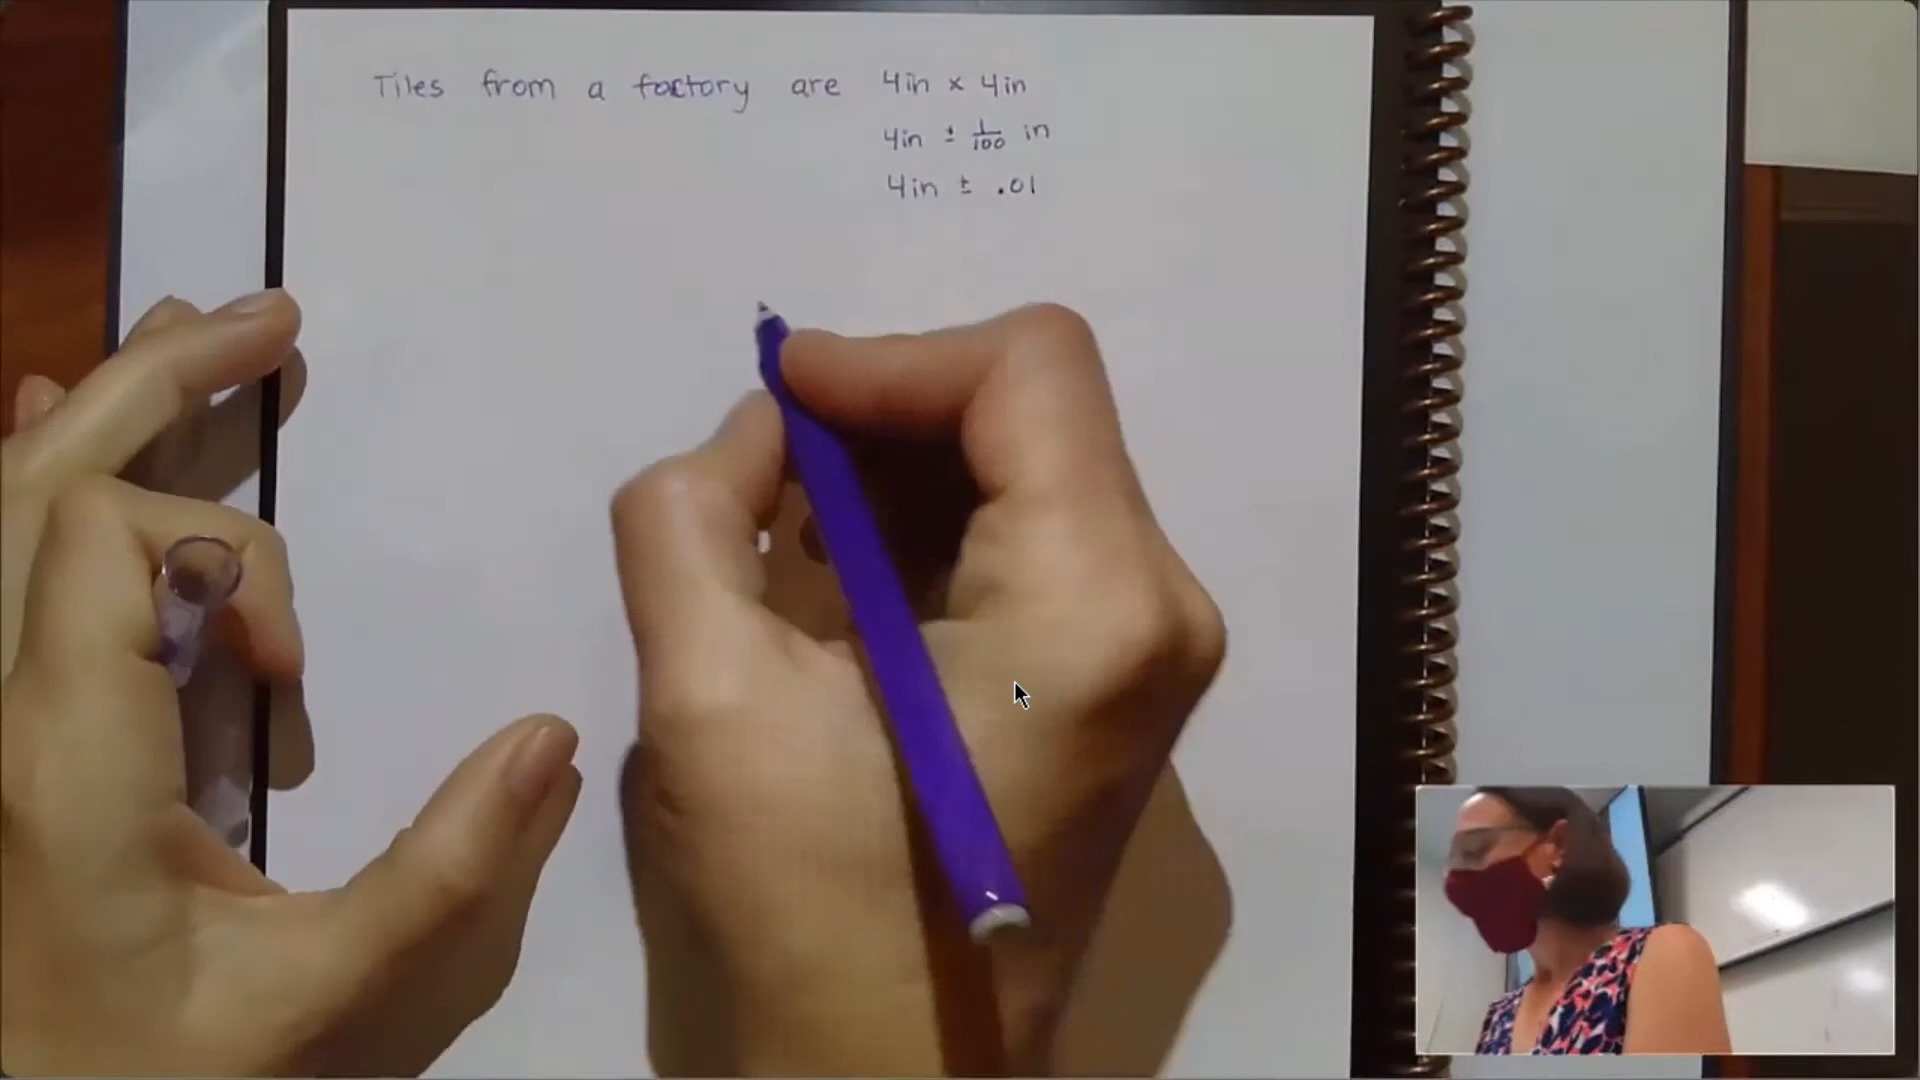 Tiles from a factory are 4in x 4in
4in ± 1/100 in
4in ± .01